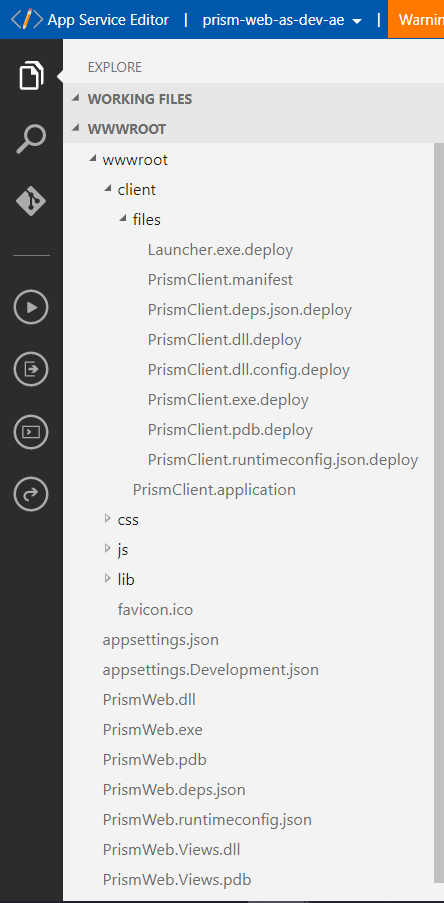 App Service Editor | prism-web-as-dev-ae | Warnin
EXPLORE
WORKING FILES
WWWROOT
wwwroot
client
files
Launcher.exe.deploy
PrismClient.manifest
PrismClient.deps.json.deploy
PrismClient.dll.deploy
PrismClient.dll.config.deploy
PrismClient.exe.deploy
PrismClient.pdb.deploy
PrismClient.runtimeconfig.json.deploy
PrismClient.application
css
js
lib
favicon.ico
appsettings.json
appsettings.Development.json
PrismWeb.dll
PrismWeb.exe
PrismWeb.pdb
PrismWeb.deps.json
PrismWeb.runtimeconfig.json
PrismWeb.Views.dll
PrismWeb.Views.pdb